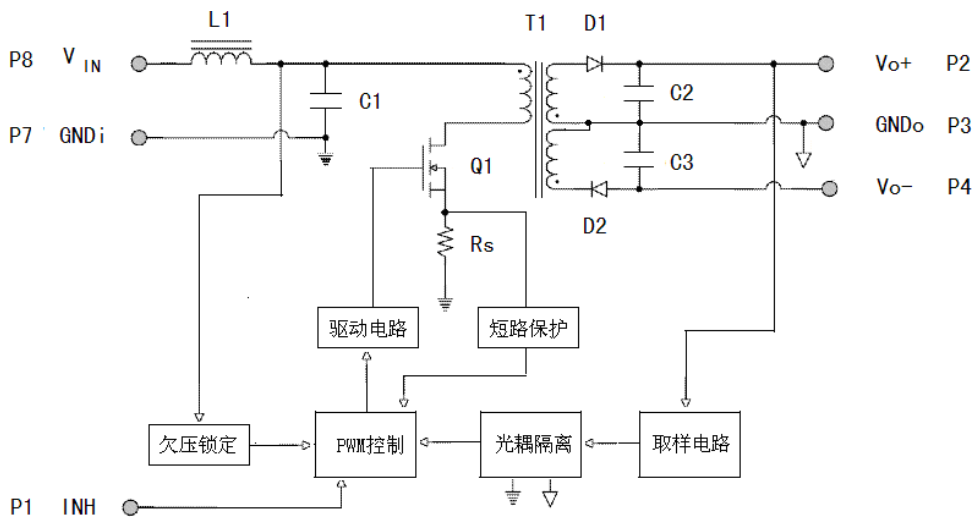 L1
T1
D1
P8 VIN
Vo+ P2
C1
C2
P7 GNDi
GNDo P3
Q1
C3
Vo- P4
D2
Rs
驱动电路
短路保护
欠压锁定
PWM控制
光耦隔离
取样电路
P1 INH